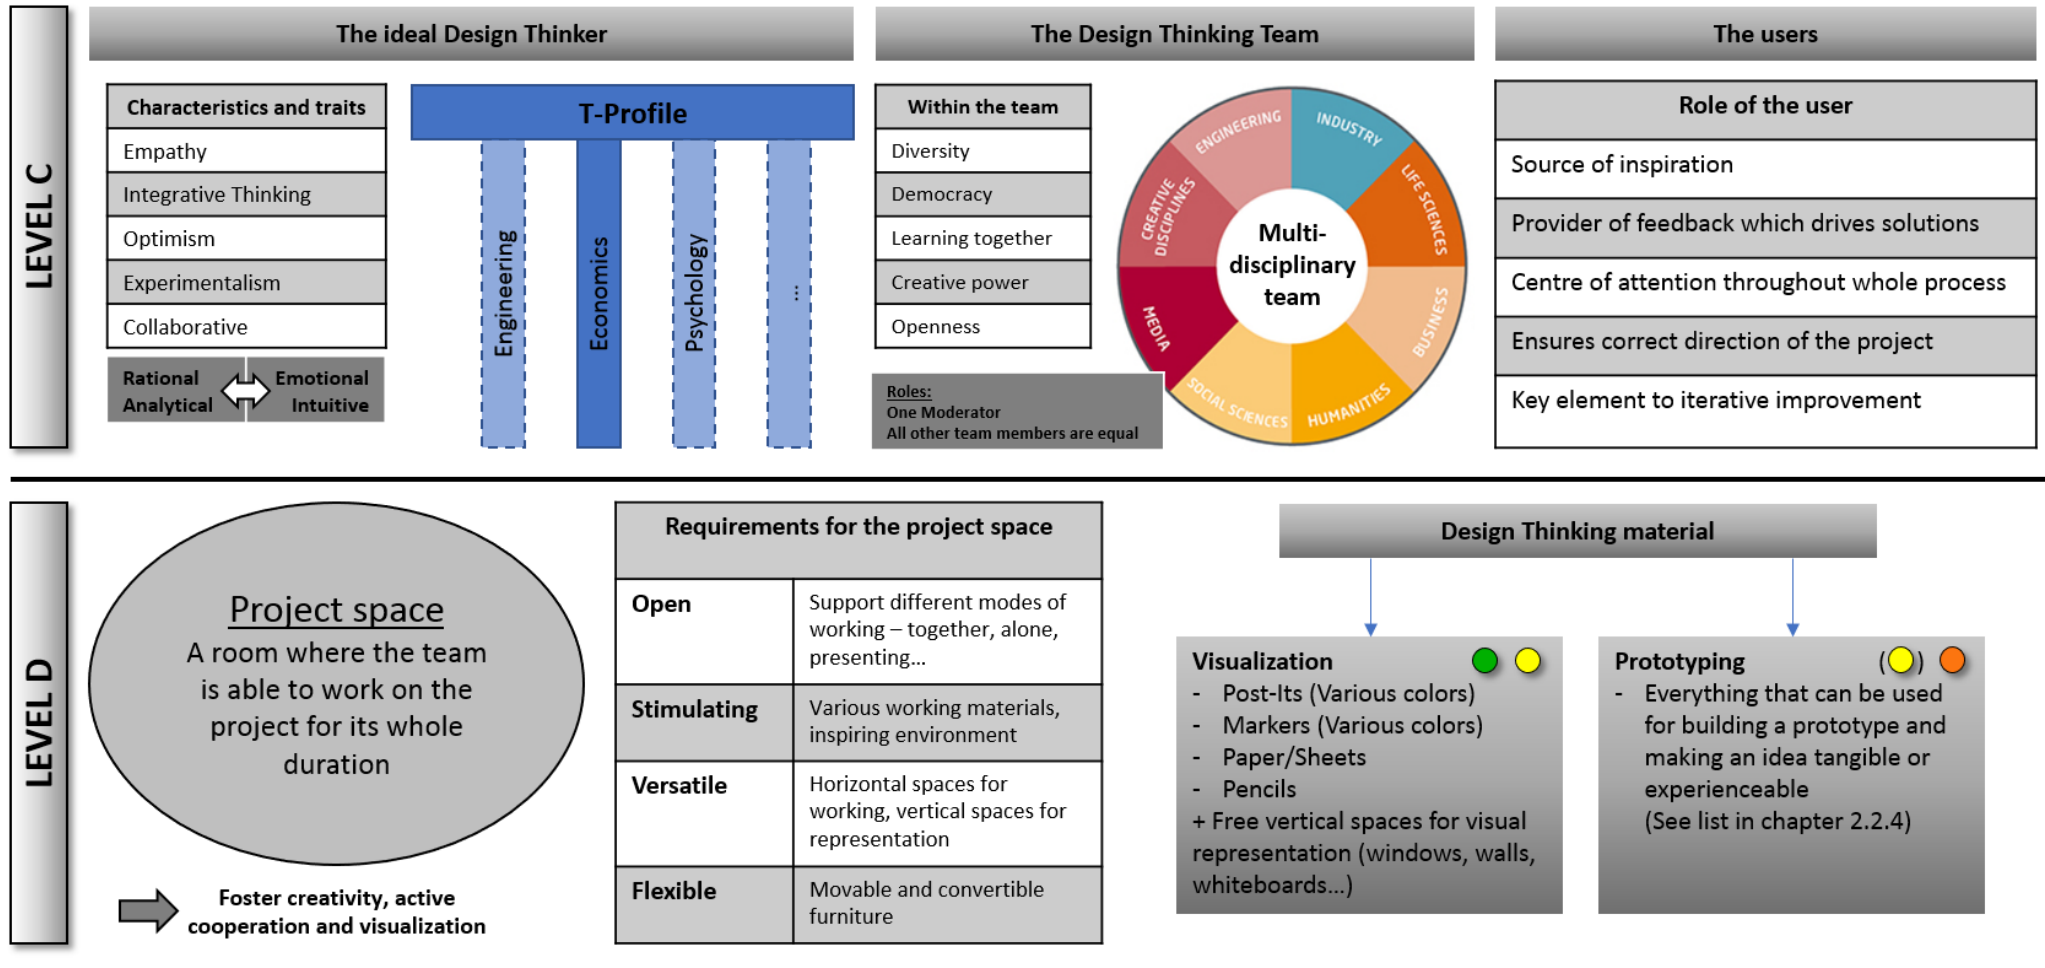 LEVEL C
The ideal Design Thinker
Characteristics and traits
Empathy
Integrative Thinking
Optimism
Experimentalism
Collaborative
Rational
Analytical
Emotional
Intuitive
T-Profile
Engineering
Economics
Psychology
...
The Design Thinking Team
Within the team
Diversity
Democracy
Learning together
Creative power
Openness
Roles:
One Moderator
All other team members are equal
Multi-
disciplinary
team
ENGINEERING
INDUSTRY
LIFE SCIENCES
BUSINESS
HUMANITIES
SOCIAL SCIENCES
MEDIA
CREATIVE
DISCIPLINES
The users
Role of the user
Source of inspiration
Provider of feedback which drives solutions
Centre of attention throughout whole process
Ensures correct direction of the project
Key element to iterative improvement
LEVEL D
Project space
A room where the team
is able to work on the
project for its whole
duration
Foster creativity, active
cooperation and visualization
Requirements for the project space
Open
Support different modes of
working – together, alone,
presenting...
Stimulating
Various working materials,
inspiring environment
Versatile
Horizontal spaces for
working, vertical spaces for
representation
Flexible
Movable and convertible
furniture
Design Thinking material
Visualization
- Post-Its (Various colors)
- Markers (Various colors)
- Paper/Sheets
- Pencils
+ Free vertical spaces for visual
representation (windows, walls,
whiteboards...)
Prototyping ( )
- Everything that can be used
for building a prototype and
making an idea tangible or
experienceable
(See list in chapter 2.2.4)